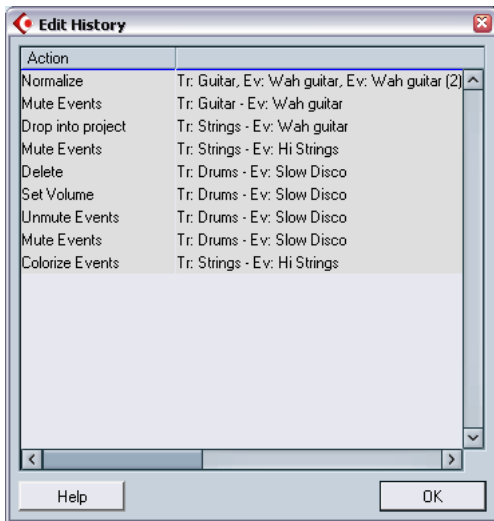 Edit History
Action
Normalize Tr: Guitar, Ev: Wah guitar, Ev: Wah guitar (2)
Mute Events Tr: Guitar - Ev: Wah guitar
Drop into project Tr: Strings - Ev: Wah guitar
Mute Events Tr: Strings - Ev: Hi Strings
Delete Tr: Drums - Ev: Slow Disco
Set Volume Tr: Drums - Ev: Slow Disco
Unmute Events Tr: Drums - Ev: Slow Disco
Mute Events Tr: Drums - Ev: Slow Disco
Colorize Events Tr: Strings - Ev: Hi Strings
Help OK